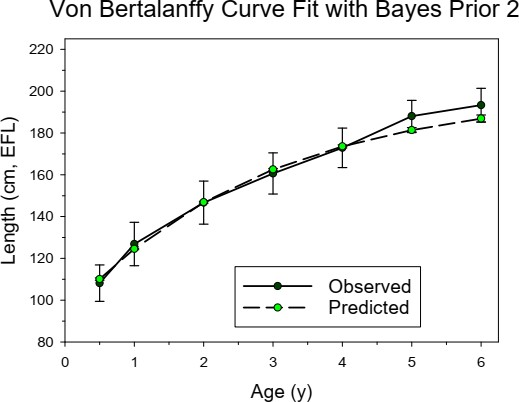 Von Bertalanffy Curve Fit with Bayes Prior 2
220
200
180
160
140
120
100
80
Length (cm, EFL)
0 1 2 3 4 5 6
Age (y)
Observed
Predicted